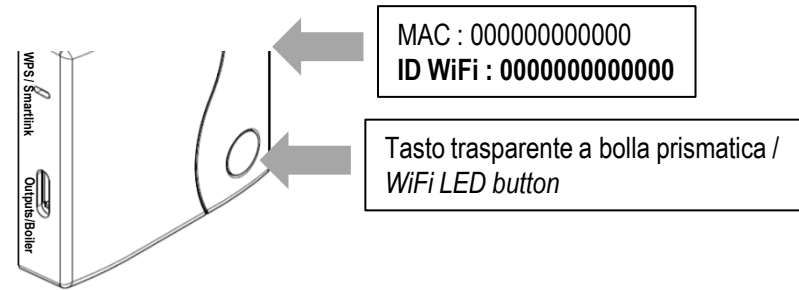 MAC : 000000000000
ID WiFi : 0000000000000
WPS / Smartlink
Tasto trasparente a bolla prismatica /
WiFi LED button
Outputs/Boiler